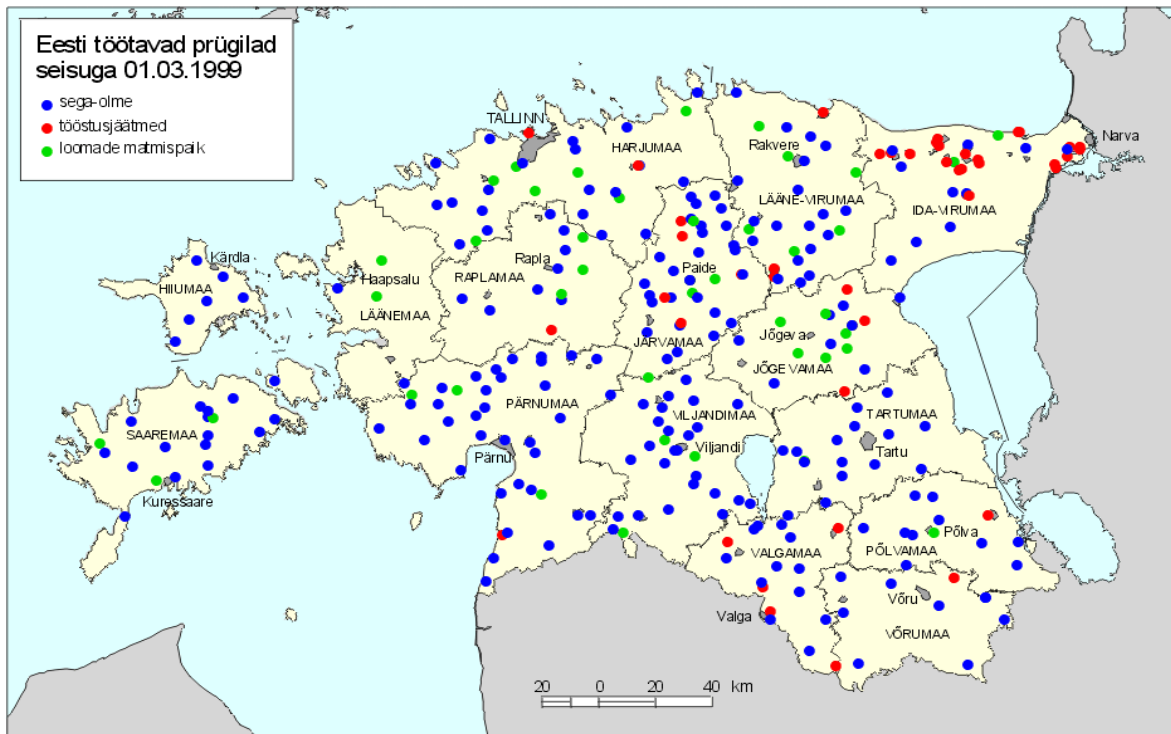 Eesti töötavad prügilad
seisuga 01.03.1999
sega-olme
tööstusjäätmed
loomade matmispaik
TALLINN
Narva
HARJUMAA
Rakvere
LÄÄNE-VIRUMAA
IDA-VIRUMAA
Kärdla
Rapla
Paide
Haapsalu
HIIUMAA
RAPLAMAA
LÄÄNEMAA
JÄRVAMAA
Jõgeva
JÕGEVAMAA
PÄRNUMAA
VILJANDIMAA
TARTUMAA
SAAREMAA
Pärnu
Viljandi
Tartu
Kuressaare
Põlva
VALGAMAA
PÕLVAMAA
Võru
Valga
VÕRUMAA
20 0 20 40 km